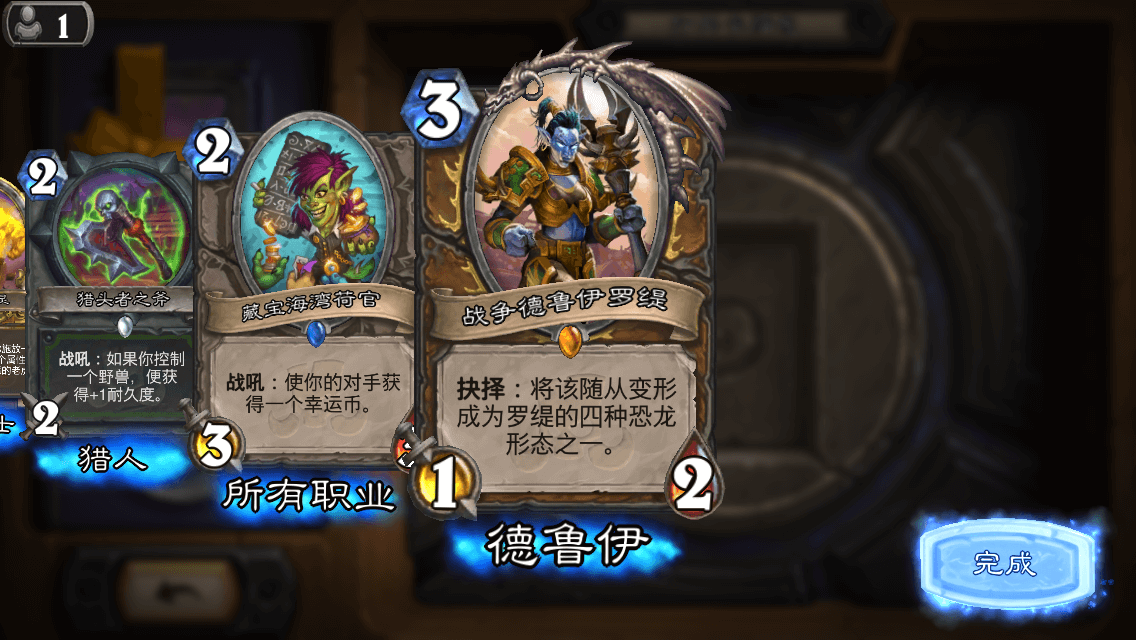 1
2
猎头者之斧
战吼：如果你控制
一个野兽，便获
得+1耐久度。
2
猎人
2
藏宝海湾荷官
战吼：使你的对手获
得一个幸运币。
3
所有职业
3
战争德鲁伊罗缇
抉择：将该随从变形
成为罗缇的四种恐龙
形态之一。
1
2
德鲁伊
士
完成